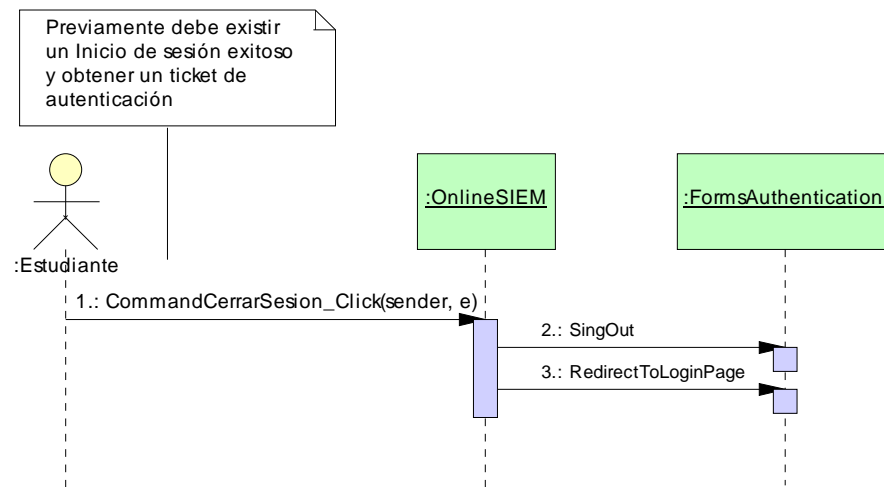 Previamente debe existir
un Inicio de sesión exitoso
y obtener un ticket de
autenticación
:OnlineSIEM
:FormsAuthentication
:Estudiante
1.: CommandCerrarSesion_Click(sender, e)
2.: SingOut
3.: RedirectToLoginPage